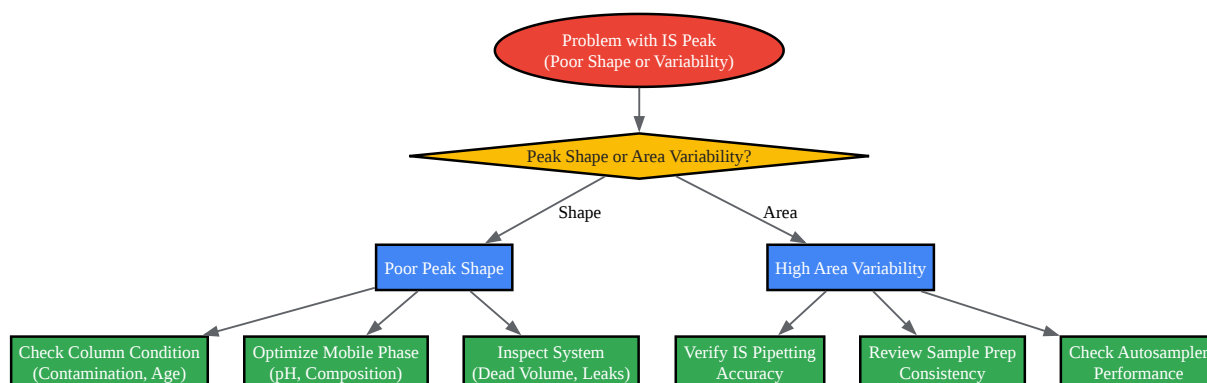 Problem with IS Peak
(Poor Shape or Variability)
Peak Shape or Area Variability?
Shape
Area
Poor Peak Shape
High Area Variability
Check Column Condition
(Contamination, Age)
Optimize Mobile Phase
(pH, Composition)
Inspect System
(Dead Volume, Leaks)
Verify IS Pipetting
Accuracy
Review Sample Prep
Consistency
Check Autosampler
Performance